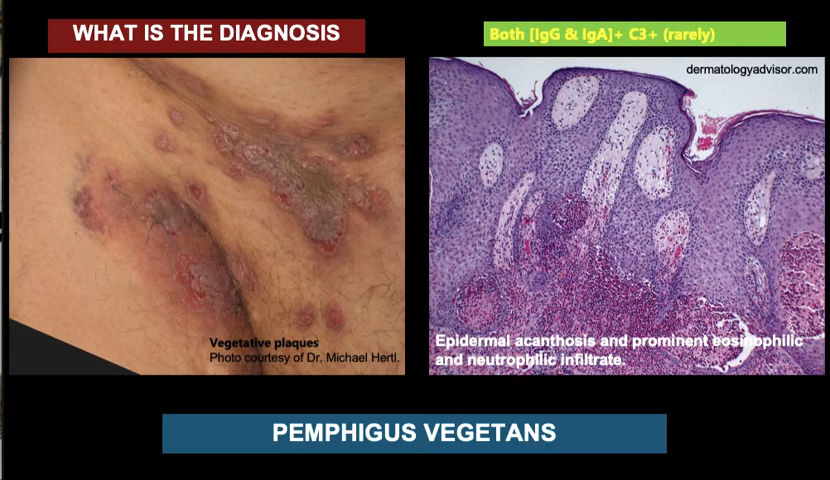 WHAT IS THE DIAGNOSIS
Both [IgG & IgA]+ C3+ (rarely)
dermatologyadvisor.com
Vegetative plaques
Photo courtesy of Dr. Michael Hertl.
Epidermal acanthosis and prominent eosinophilic
and neutrophilic infiltrate.
PEMPHIGUS VEGETANS